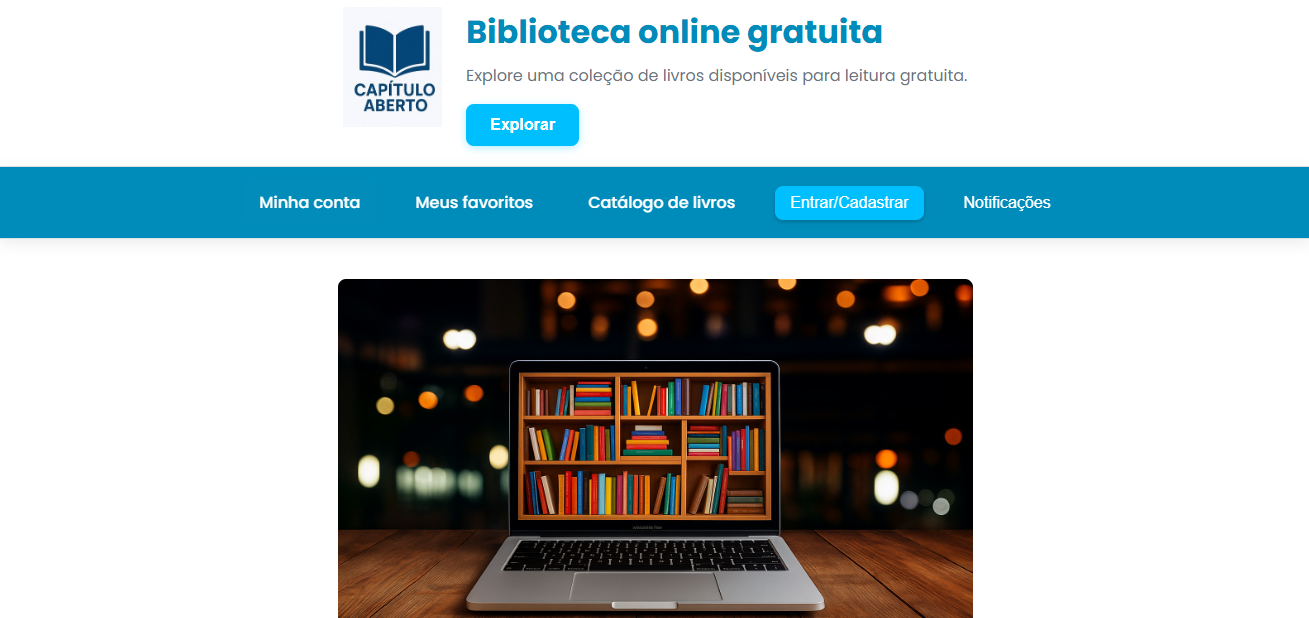 CAPÍTULO
ABERTO
Biblioteca online gratuita
Explore uma coleção de livros disponíveis para leitura gratuita.
Explorar
Minha conta Meus favoritos Catálogo de livros Entrar/Cadastrar Notificações